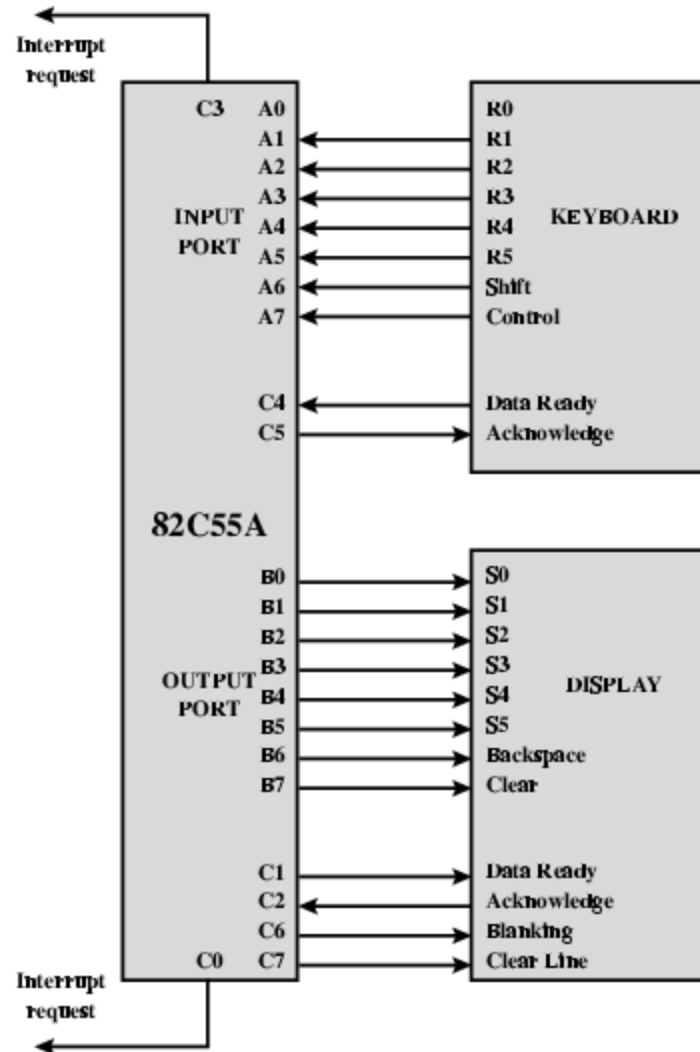 Interrupt
request
C3
A0
R0
A1
R1
A2
R2
A3
R3
INPUT
PORT
A4
R4
KEYBOARD
A5
R5
A6
Shift
A7
Control
C4
Data Ready
C5
Acknowledge
82C55A
B0
S0
B1
S1
B2
S2
B3
S3
OUTPUT
PORT
B4
S4
DISPLAY
B5
S5
B6
Backspace
B7
Clear
C1
Data Ready
C2
Acknowledge
C6
Blanking
C0
C7
Clear Line
Interrupt
request